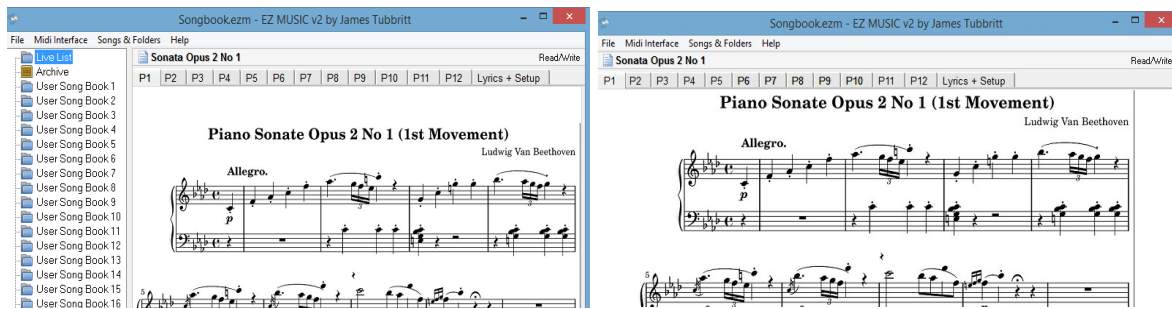 Songbook.ezm - EZ MUSIC v2 by James Tubbritt
File Midi Interface Songs & Folders Help
Live List
Archive
User Song Book 1
User Song Book 2
User Song Book 3
User Song Book 4
User Song Book 5
User Song Book 6
User Song Book 7
User Song Book 8
User Song Book 9
User Song Book 10
User Song Book 11
User Song Book 12
User Song Book 13
User Song Book 14
User Song Book 15
User Song Book 16
Sonata Opus 2 No 1 Read/Write
P1 P2 P3 P4 P5 P6 P7 P8 P9 P10 P11 P12 Lyrics + Setup
Piano Sonate Opus 2 No 1 (1st Movement)
Ludwig Van Beethoven
Allegro.
p
3 3
5
Songbook.ezm - EZ MUSIC v2 by James Tubbritt
File Midi Interface Songs & Folders Help
Sonata Opus 2 No 1 Read/Write
P1 P2 P3 P4 P5 P6 P7 P8 P9 P10 P11 P12 Lyrics + Setup
Piano Sonate Opus 2 No 1 (1st Movement)
Ludwig Van Beethoven
Allegro.
p
3 3
5